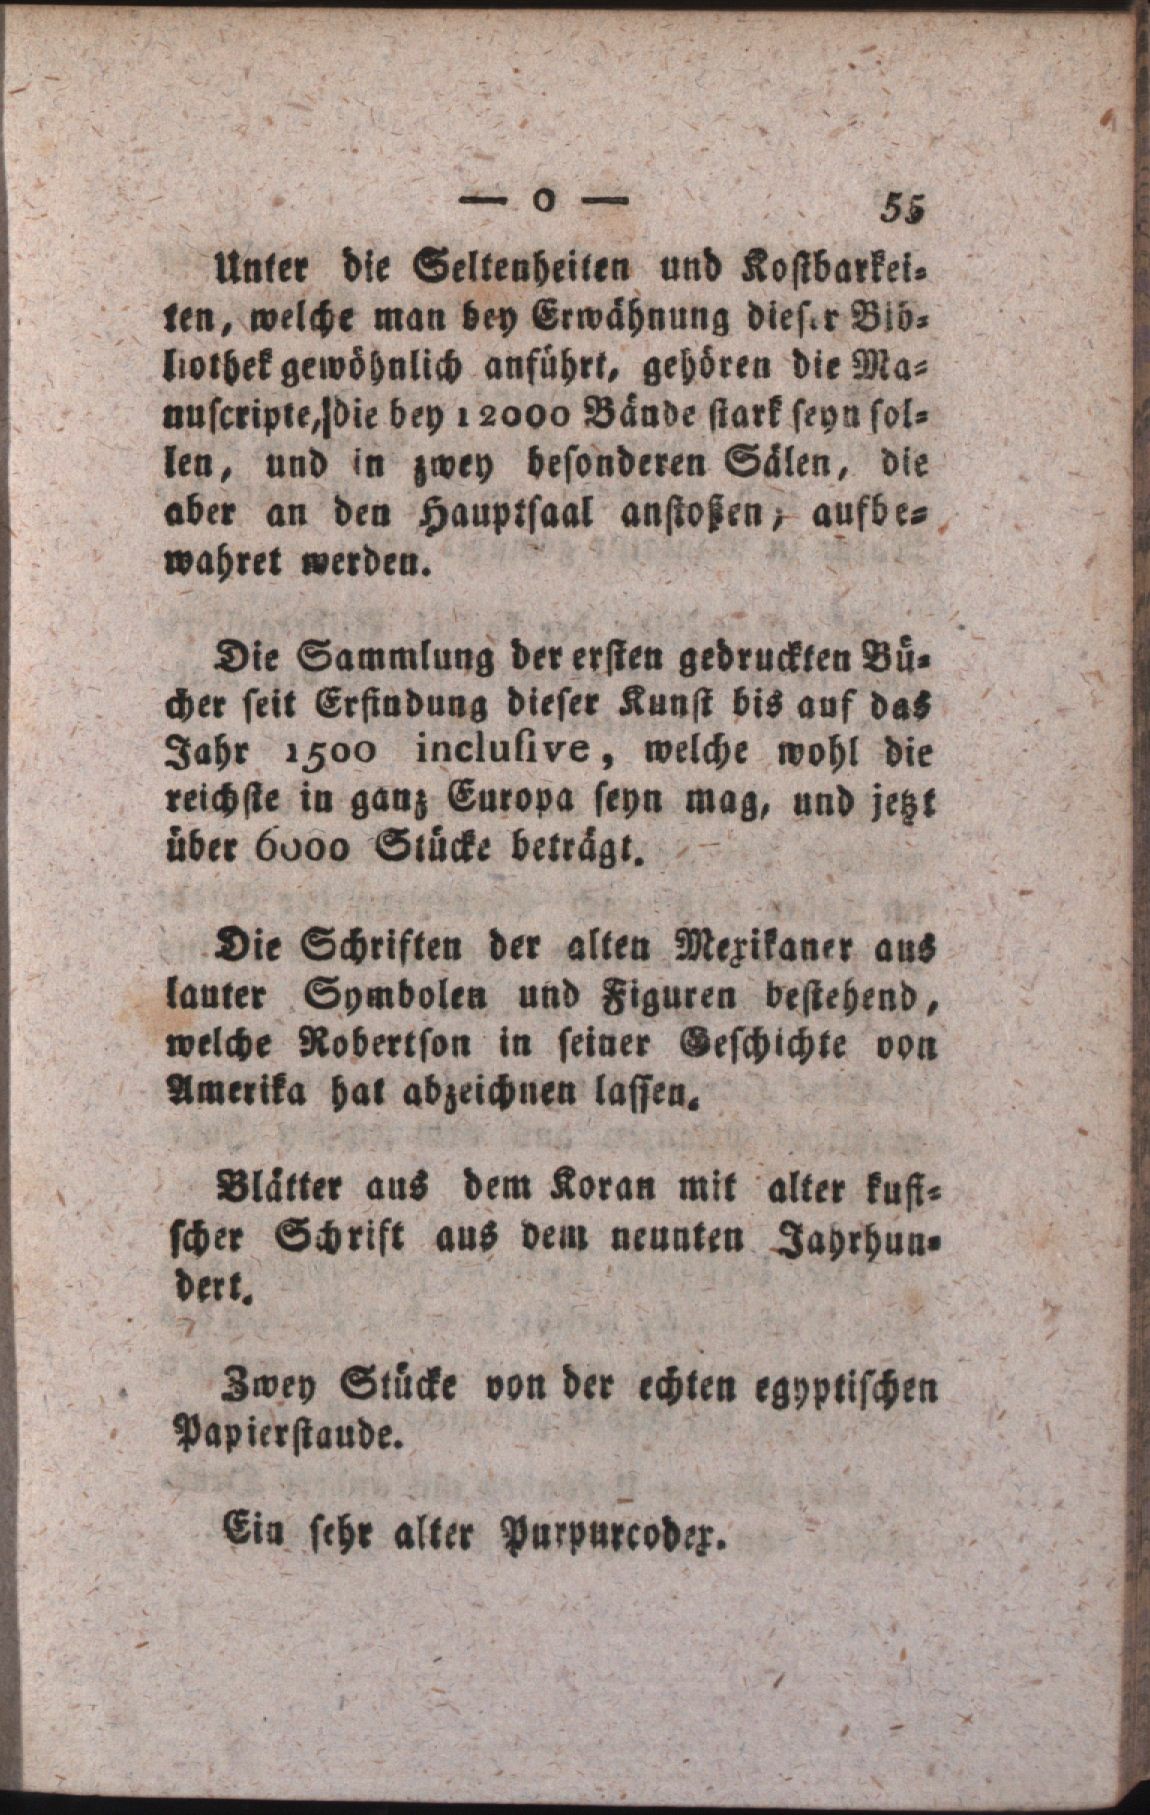 — 0 — 55
Unter die Seltenheiten und Kostbarkei-
ten, welche man bey Erwähnung dieser Bib-
liothek gewöhnlich anführt, gehören die Ma-
nuscripte, die bey 12000 Bände stark seyn sol-
len, und in zwey besonderen Sälen, die
aber an den Hauptsaal anstoßen, aufbe-
wahret werden.
Die Sammlung der ersten gedruckten Bü-
cher seit Erfindung dieser Kunst bis auf das
Jahr 1500 inclusive, welche wohl die
reichste in ganz Europa seyn mag, und jetzt
über 6000 Stücke beträgt.
Die Schriften der alten Mexikaner aus
lauter Symbolen und Figuren bestehend,
welche Robertson in seiner Geschichte von
Amerika hat abzeichnen lassen.
Blätter aus dem Koran mit alter kufi-
scher Schrift aus dem neunten Jahrhun-
dert.
Zwey Stücke von der echten egyptischen
Papierstaude.
Ein sehr alter Purpurcodex.